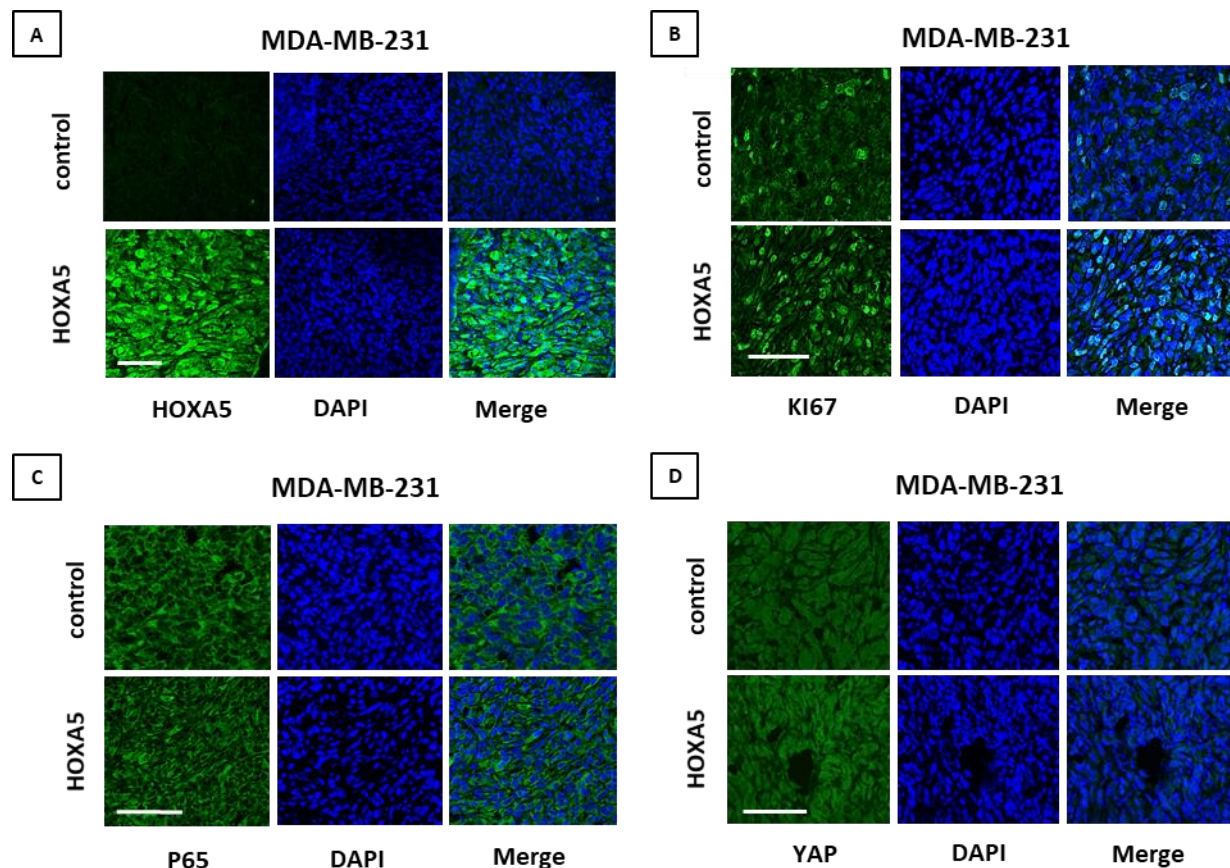 A
MDA-MB-231
control
HOXA5
HOXA5 DAPI Merge
B
MDA-MB-231
control
HOXA5
KI67 DAPI Merge
C
MDA-MB-231
control
HOXA5
P65 DAPI Merge
D
MDA-MB-231
control
HOXA5
YAP DAPI Merge